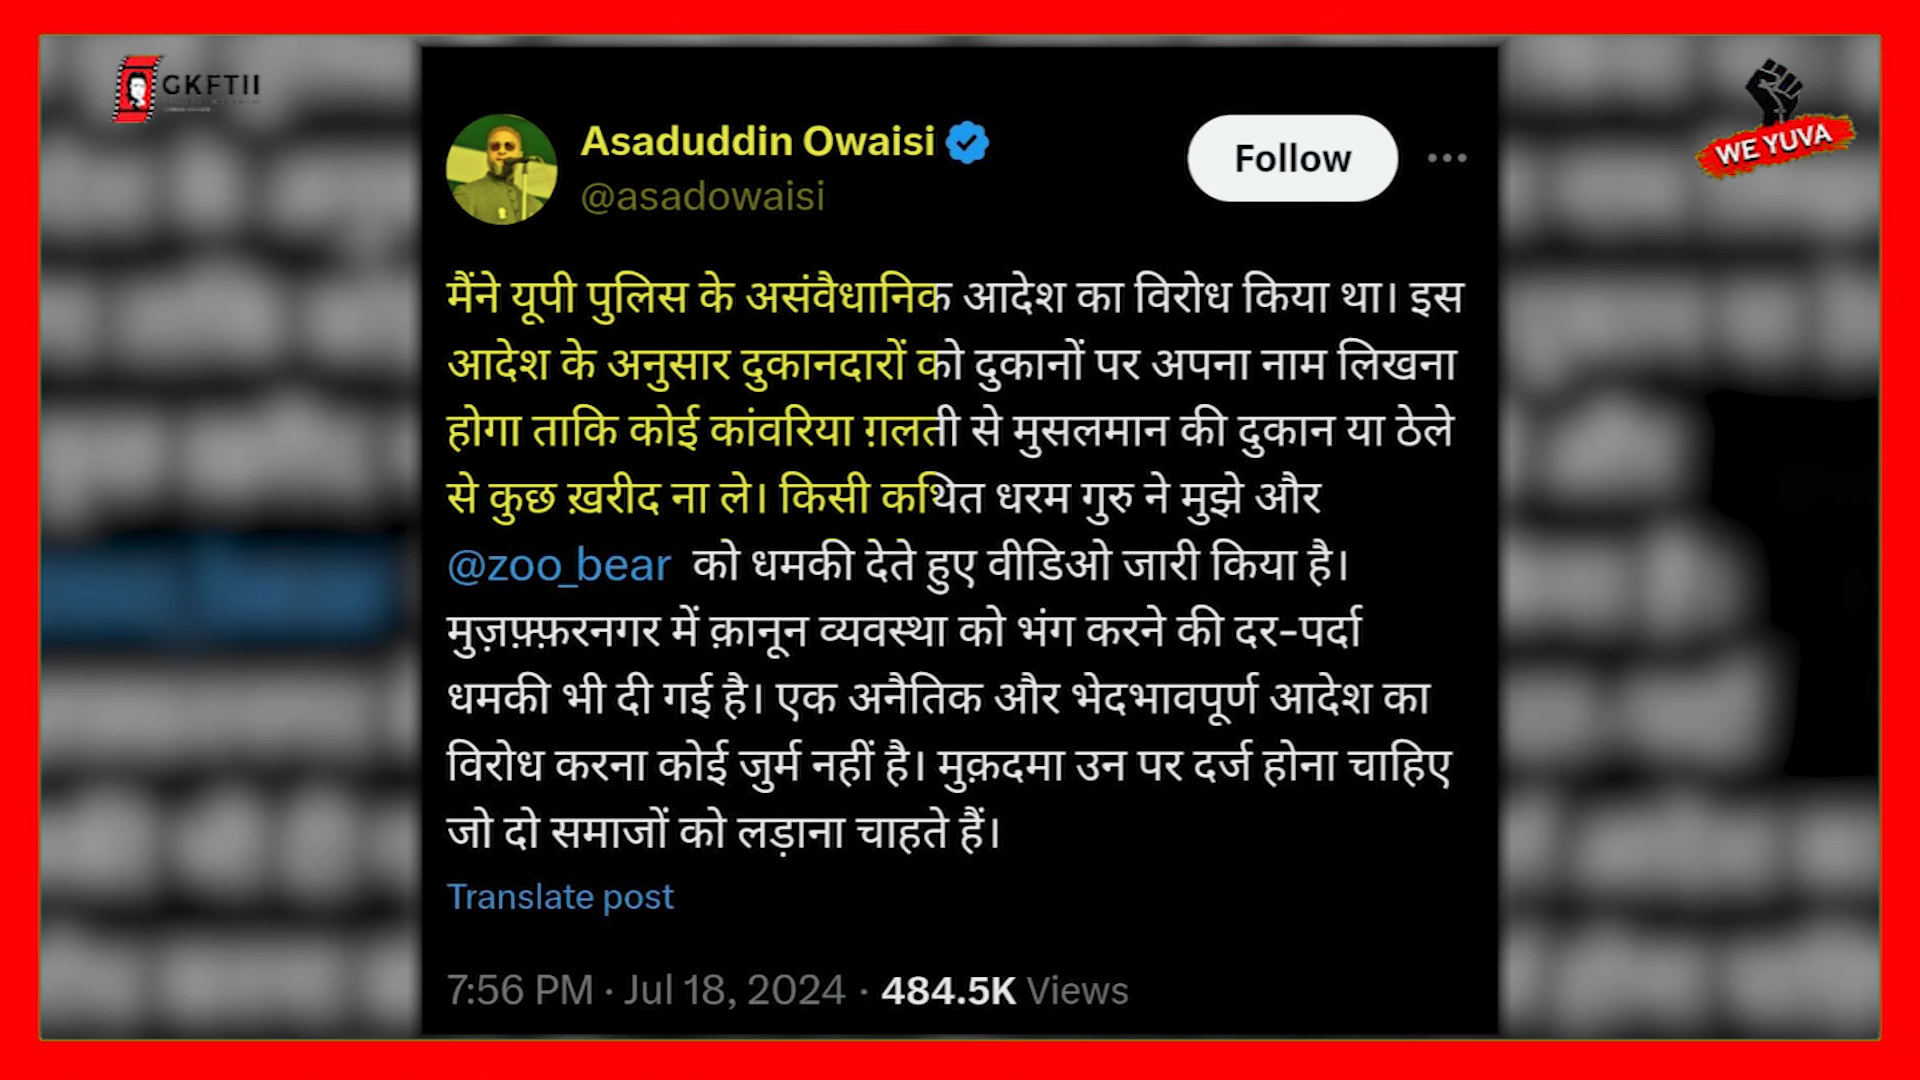 GKFTII
WE YUVA
Asaduddin Owaisi
@asadowaisi
Follow
मैंने यूपी पुलिस के असंवैधानिक आदेश का विरोध किया था। इस
आदेश के अनुसार दुकानदारों को दुकानों पर अपना नाम लिखना
होगा ताकि कोई कांवरिया ग़लती से मुसलमान की दुकान या ठेले
से कुछ ख़रीद ना ले। किसी कथित धरम गुरु ने मुझे और
@zoo_bear को धमकी देते हुए वीडिओ जारी किया है।
मुज़फ़्फ़रनगर में क़ानून व्यवस्था को भंग करने की दर-पर्दा
धमकी भी दी गई है। एक अनैतिक और भेदभावपूर्ण आदेश का
विरोध करना कोई जुर्म नहीं है। मुक़दमा उन पर दर्ज होना चाहिए
जो दो समाजों को लड़ाना चाहते हैं।
Translate post
7:56 PM · Jul 18, 2024 · 484.5K Views